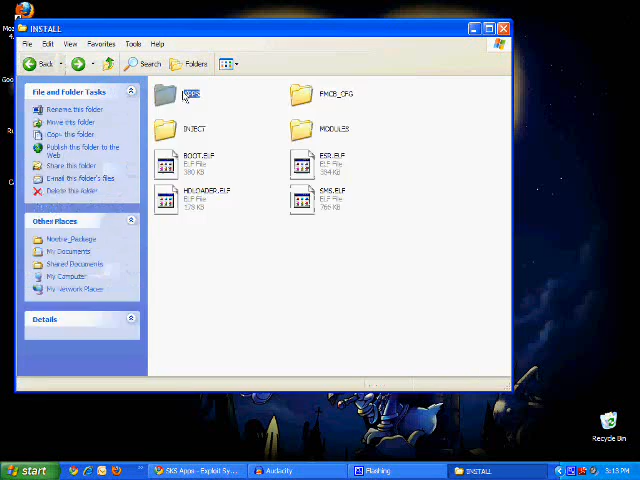 INSTALL
File Edit View Favorites Tools Help
Back Search Folders
File and Folder Tasks
Rename this folder
Move this folder
Copy this folder
Publish this folder to the
Web
Share this folder
E-mail this folder's files
Delete this folder
Other Places
Noobie_Package
My Documents
Shared Documents
My Computer
My Network Places
Details
APPS
FMCB_CFG
INJECT
MODULES
BOOT.ELF
ELF File
380 KB
ESR.ELF
ELF File
HDLOADER.ELF
ELF File
178 KB
SMS.ELF
ELF File
766 KB
Recycle Bin
start
SKS Apps - Exploit Sy...
Audacity
Flashing
INSTALL
3:13 PM